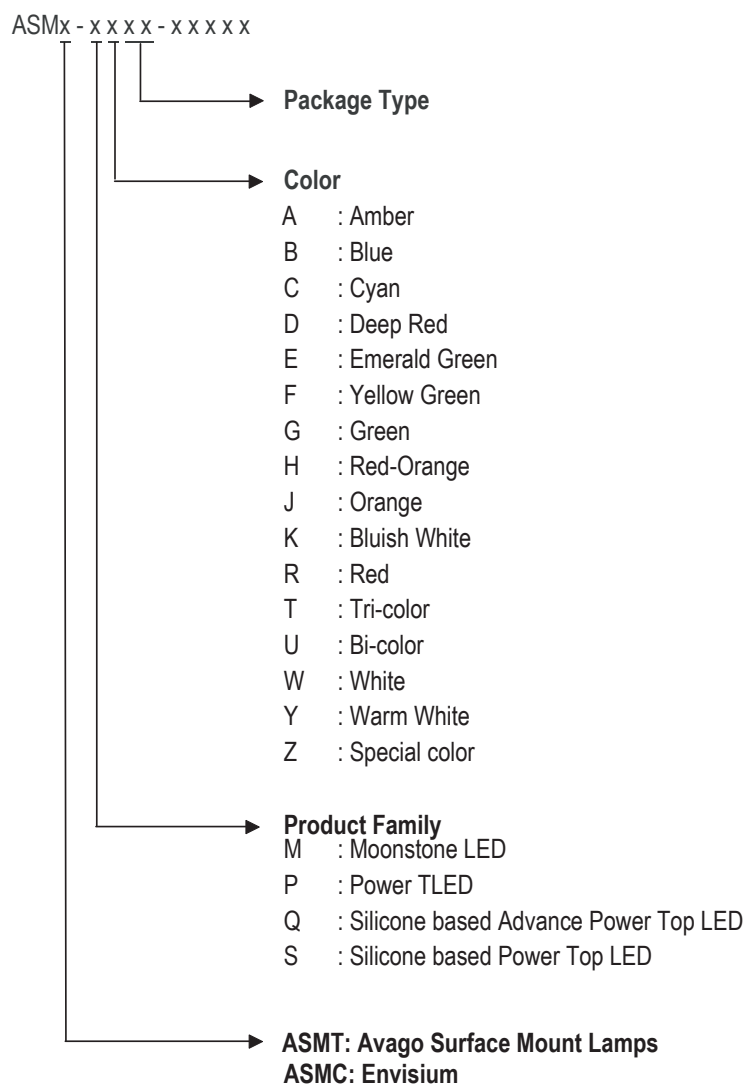 ASMx - x x x x - x x x x x
Package Type
Color
A : Amber
B : Blue
C : Cyan
D : Deep Red
E : Emerald Green
F : Yellow Green
G : Green
H : Red-Orange
J : Orange
K : Bluish White
R : Red
T : Tri-color
U : Bi-color
W : White
Y : Warm White
Z : Special color
Product Family
M : Moonstone LED
P : Power TLED
Q : Silicone based Advance Power Top LED
S : Silicone based Power Top LED
ASMT: Avago Surface Mount Lamps
ASMC: Envisium